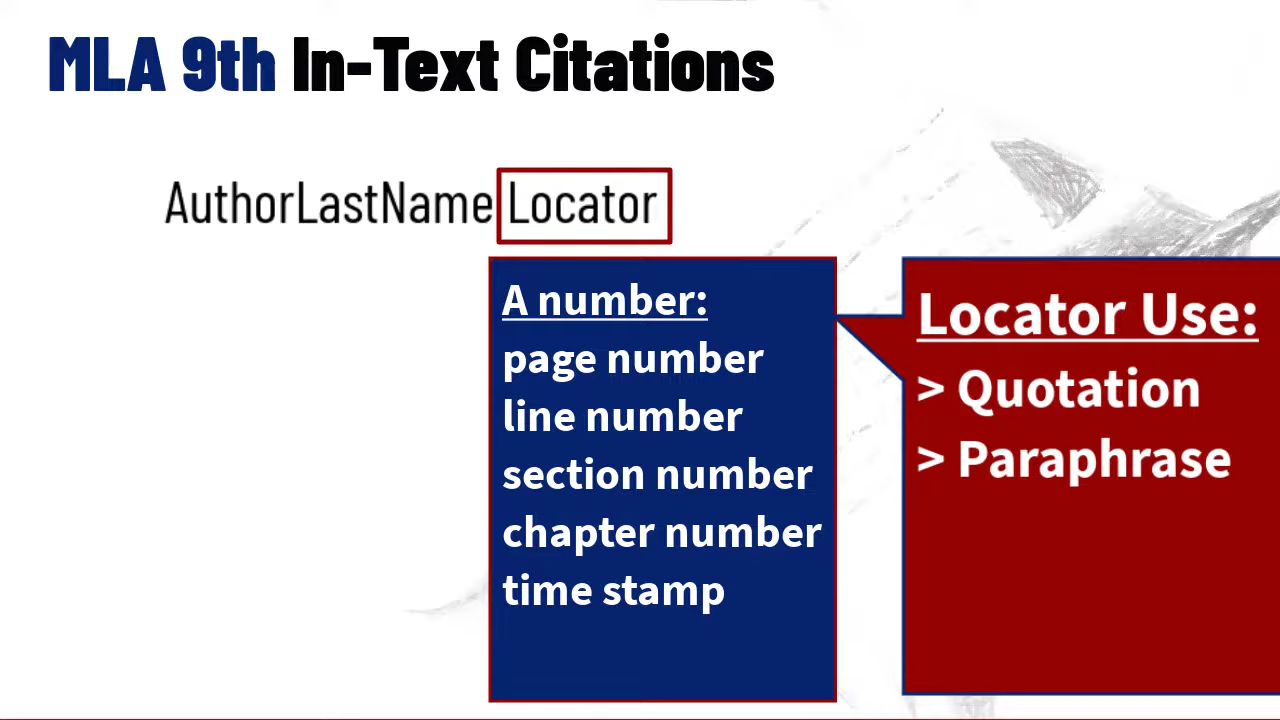 MLA 9th In-Text Citations
AuthorLastName Locator
A number:
page number
line number
section number
chapter number
time stamp
Locator Use:
> Quotation
> Paraphrase